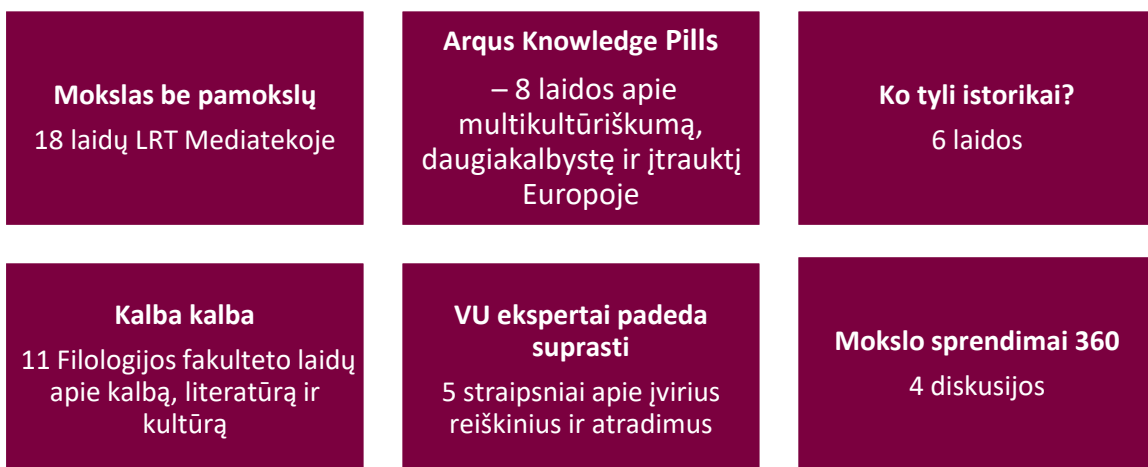 Mokslas be pamokslų
18 laidų LRT Mediatekoje
Arqus Knowledge Pills
– 8 laidos apie
multikultūriškumą,
daugiakalbystę ir įtrauktį
Europoje
Ko tyli istorikai?
6 laidos
Kalba kalba
11 Filologijos fakulteto laidų
apie kalbą, literatūrą ir
kultūrą
VU ekspertai padeda
suprasti
5 straipsniai apie įvirius
reiškinius ir atradimus
Mokslo sprendimai 360
4 diskusijos